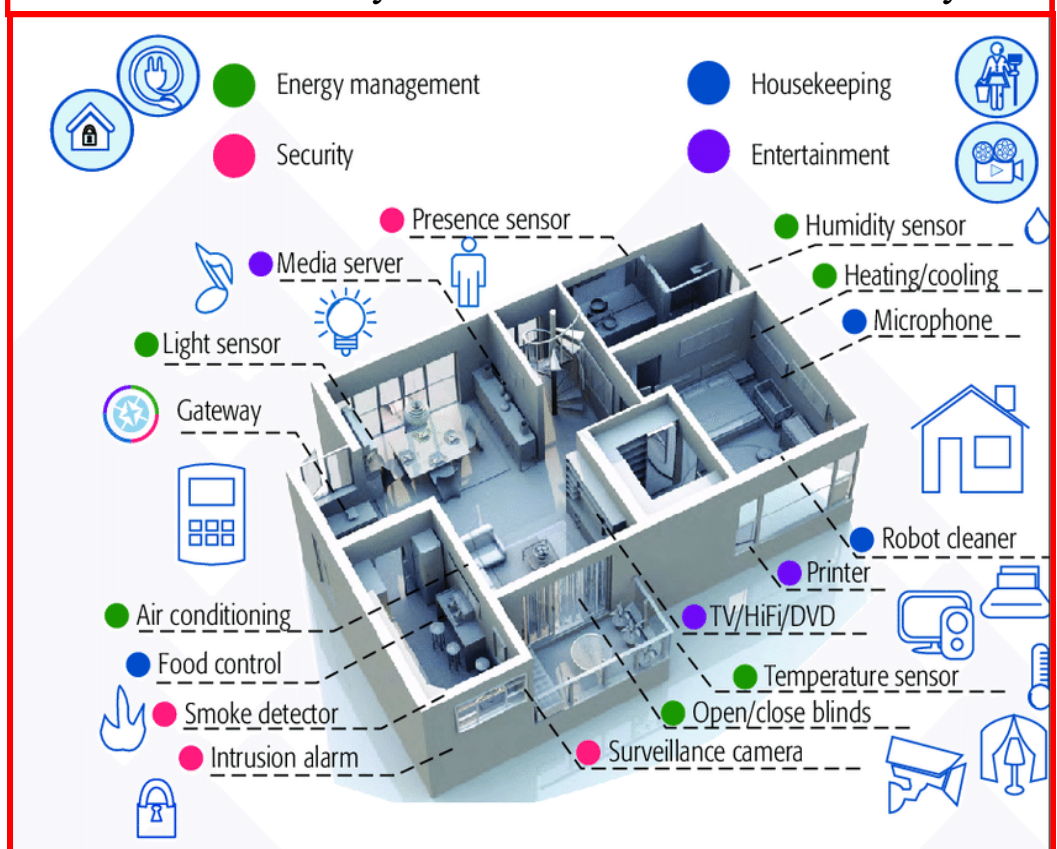 Energy management
Housekeeping
Security
Entertainment
Presence sensor
Humidity sensor
Media server
Heating/cooling
Microphone
Light sensor
Gateway
Robot cleaner
Printer
Air conditioning
TV/HiFi/DVD
Food control
Temperature sensor
Smoke detector
Open/close blinds
Intrusion alarm
Surveillance camera